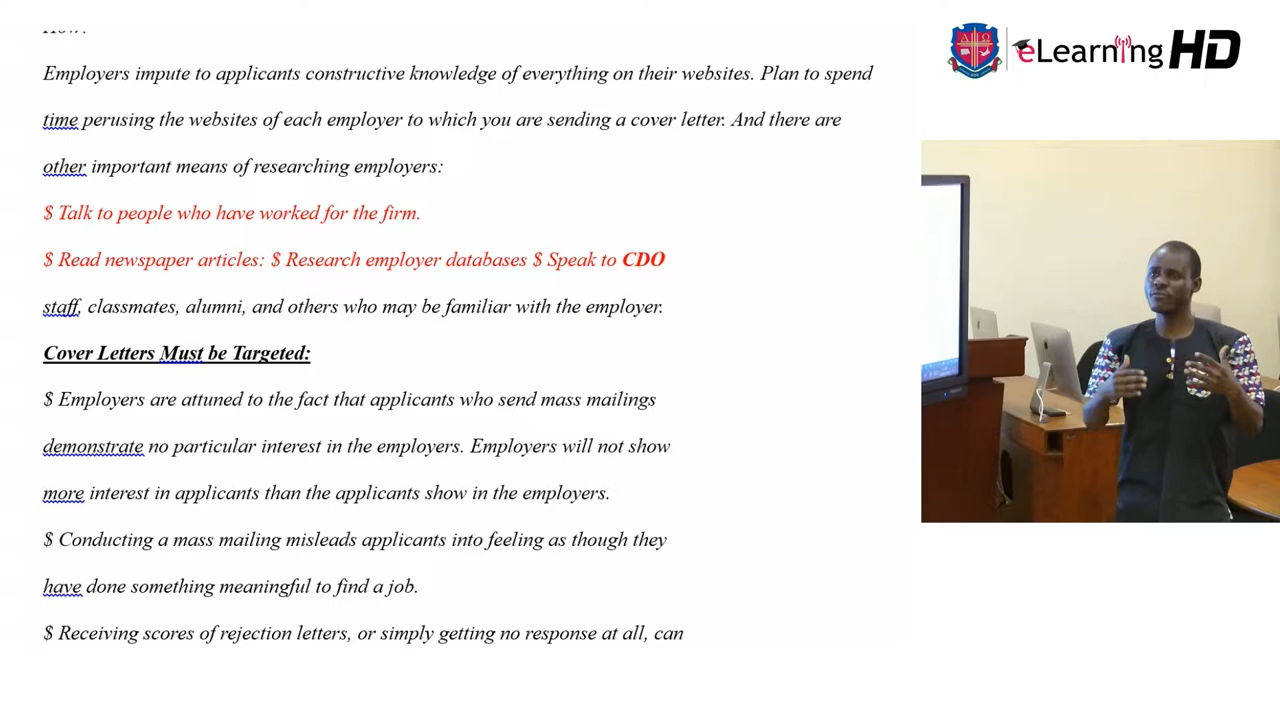 How?
Employers impute to applicants constructive knowledge of everything on their websites. Plan to spend
time perusing the websites of each employer to which you are sending a cover letter. And there are
other important means of researching employers:
$ Talk to people who have worked for the firm.
$ Read newspaper articles: $ Research employer databases $ Speak to CDO
staff, classmates, alumni, and others who may be familiar with the employer.
Cover Letters Must be Targeted:
$ Employers are attuned to the fact that applicants who send mass mailings
demonstrate no particular interest in the employers. Employers will not show
more interest in applicants than the applicants show in the employers.
$ Conducting a mass mailing misleads applicants into feeling as though they
have done something meaningful to find a job.
$ Receiving scores of rejection letters, or simply getting no response at all, can
eLearning HD